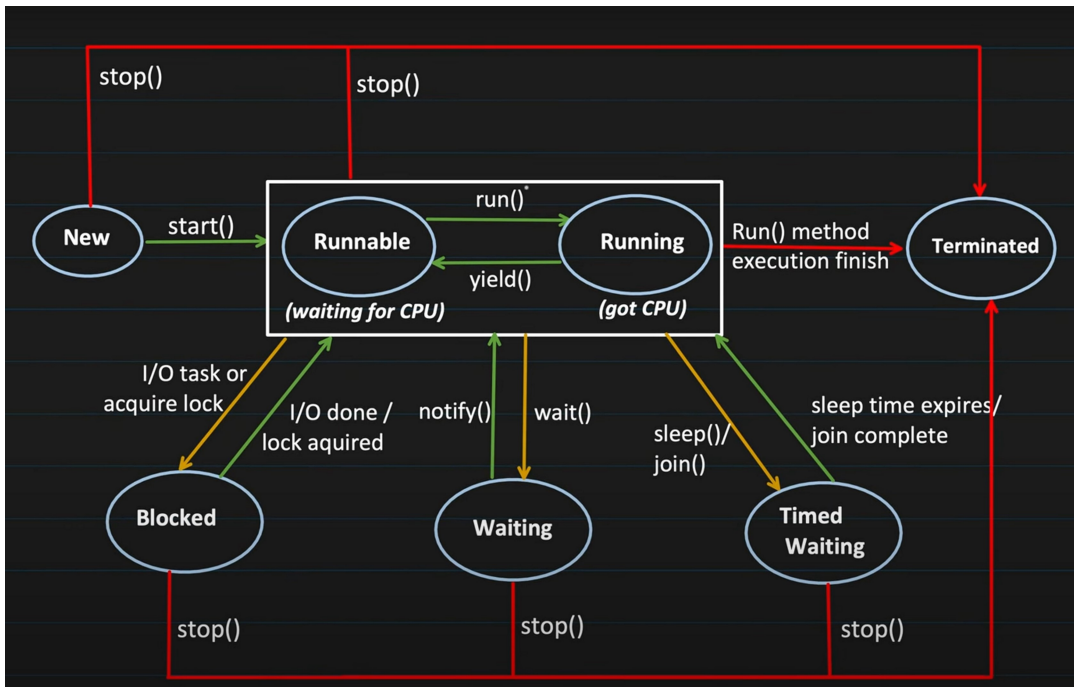 stop()
stop()
run()*
New
start()
Runnable
Running
Run() method
execution finish
Terminated
yield()
(waiting for CPU)
(got CPU)
I/O task or
acquire lock
I/O done /
lock aquired
notify()
wait()
sleep()/
join()
sleep time expires/
join complete
Blocked
Waiting
Timed
Waiting
stop()
stop()
stop()